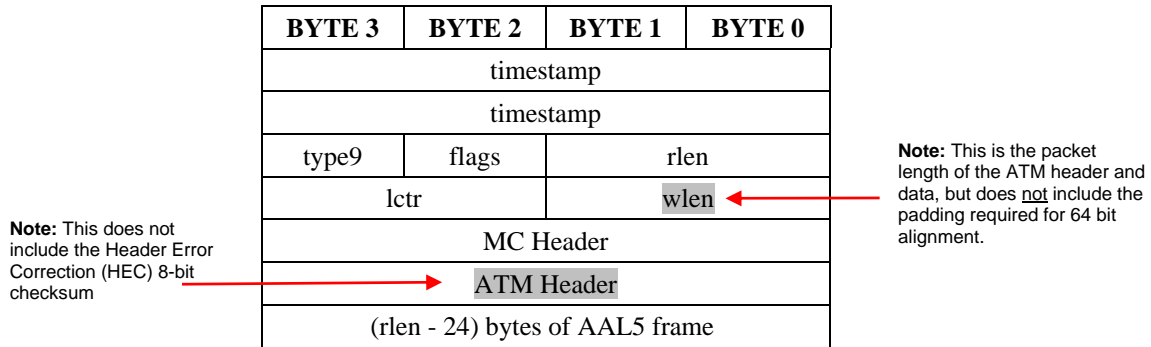 BYTE 3 BYTE 2 BYTE 1 BYTE 0
timestamp
timestamp
type9 flags rlen
lctr wlen
MC Header
ATM Header
(rlen - 24) bytes of AAL5 frame
Note: This is the packet
length of the ATM header and
data, but does not include the
padding required for 64 bit
alignment.
Note: This does not
include the Header Error
Correction (HEC) 8-bit
checksum